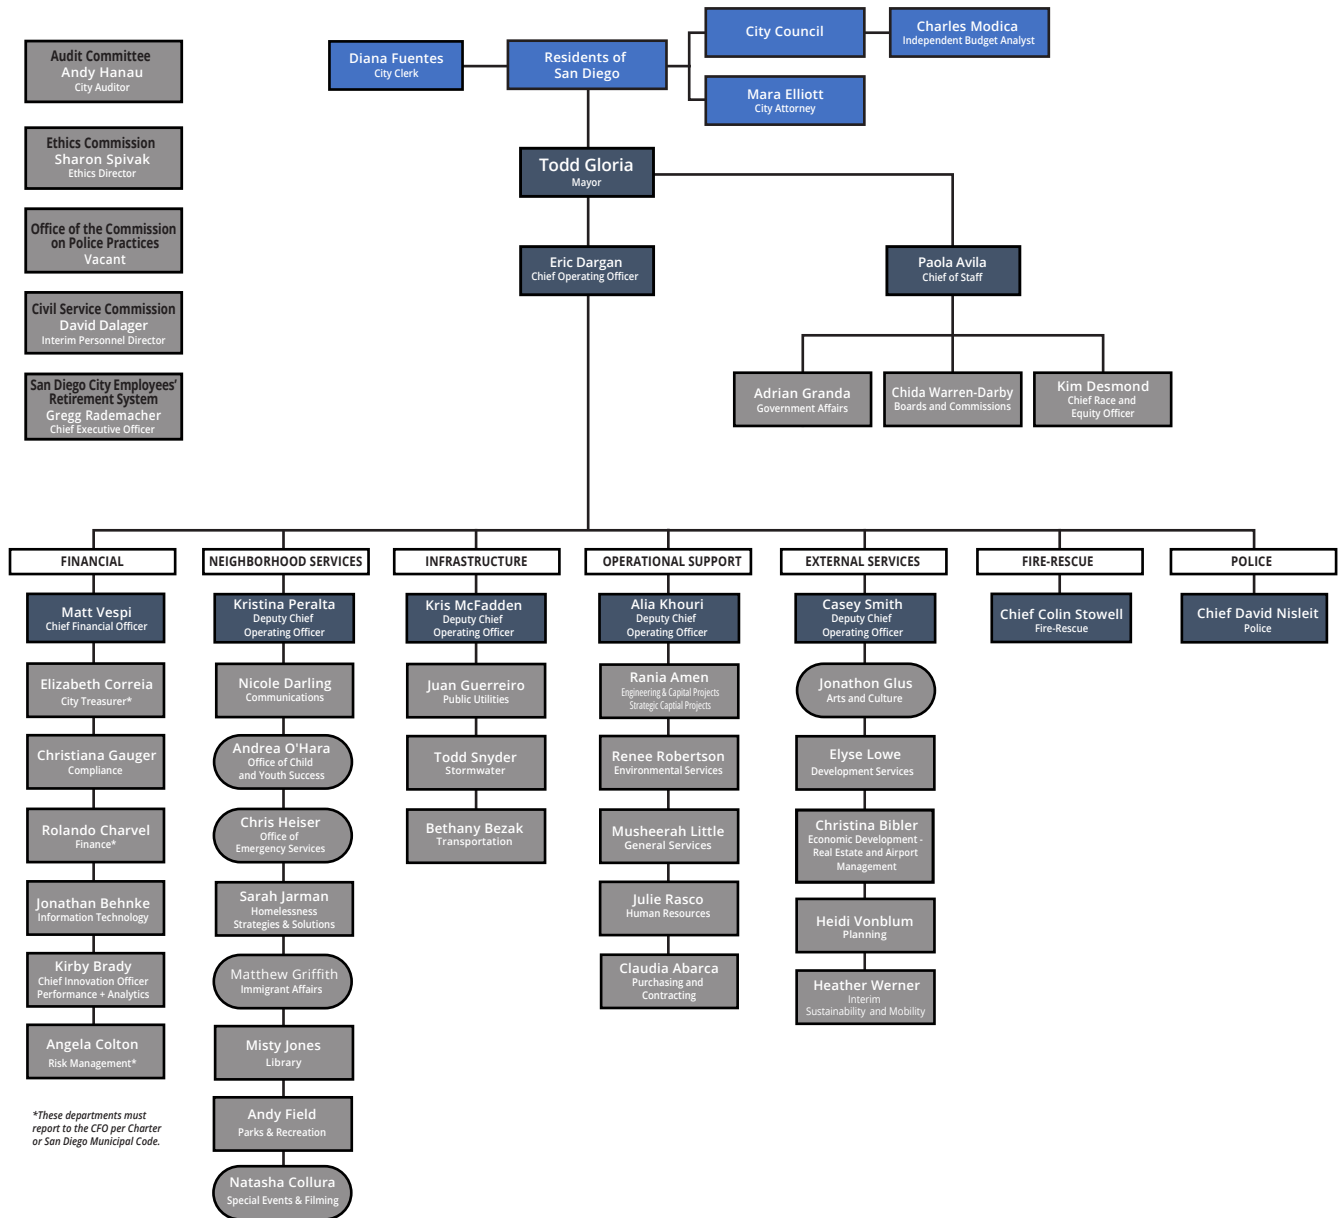 Audit Committee
Andy Hanau
City Auditor
Ethics Commission
Sharon Spivak
Ethics Director
Office of the Commission
on Police Practices
Vacant
Civil Service Commission
David Dalager
Interim Personnel Director
San Diego City Employees’
Retirement System
Gregg Rademacher
Chief Executive Officer
Diana Fuentes
City Clerk
Residents of
San Diego
City Council
Charles Modica
Independent Budget Analyst
Mara Elliott
City Attorney
Todd Gloria
Mayor
Eric Dargan
Chief Operating Officer
Paola Avila
Chief of Staff
Adrian Granda
Government Affairs
Chida Warren-Darby
Boards and Commissions
Kim Desmond
Chief Race and
Equity Officer
FINANCIAL
Matt Vespi
Chief Financial Officer
Elizabeth Correia
City Treasurer*
Christiana Gauger
Compliance
Rolando Charvel
Finance*
Jonathan Behnke
Information Technology
Kirby Brady
Chief Innovation Officer
Performance + Analytics
Angela Colton
Risk Management*
*These departments must
report to the CFO per Charter
or San Diego Municipal Code.
NEIGHBORHOOD SERVICES
Kristina Peralta
Deputy Chief
Operating Officer
Nicole Darling
Communications
Andrea O'Hara
Office of Child
and Youth Success
Chris Heiser
Office of
Emergency Services
Sarah Jarman
Homelessness
Strategies & Solutions
Matthew Griffith
Immigrant Affairs
Misty Jones
Library
Andy Field
Parks & Recreation
Natasha Collura
Special Events & Filming
INFRASTRUCTURE
Kris McFadden
Deputy Chief
Operating Officer
Juan Guerreiro
Public Utilities
Todd Snyder
Stormwater
Bethany Bezak
Transportation
OPERATIONAL SUPPORT
Alia Khouri
Deputy Chief
Operating Officer
Rania Amen
Engineering & Capital Projects
Strategic Captial Projects
Renee Robertson
Environmental Services
Musheerah Little
General Services
Julie Rasco
Human Resources
Claudia Abarca
Purchasing and
Contracting
EXTERNAL SERVICES
Casey Smith
Deputy Chief
Operating Officer
Jonathon Glus
Arts and Culture
Elyse Lowe
Development Services
Christina Bibler
Economic Development -
Real Estate and Airport
Management
Heidi Vonblum
Planning
Heather Werner
Interim
Sustainability and Mobility
FIRE-RESCUE
Chief Colin Stowell
Fire-Rescue
POLICE
Chief David Nisleit
Police